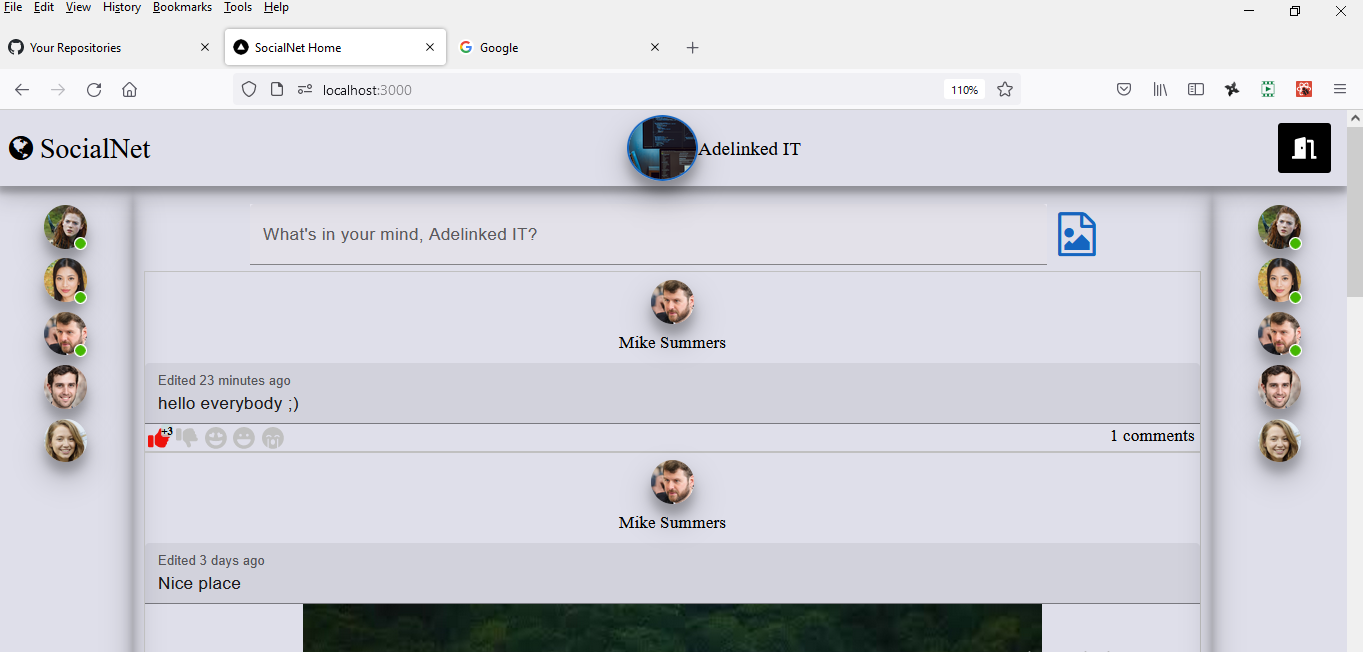 File Edit View History Bookmarks Tools Help
Your Repositories SocialNet Home Google
localhost:3000 110%
SocialNet Adelinked IT
What's in your mind, Adelinked IT?
Mike Summers
Edited 23 minutes ago
hello everybody ;)
+3 1 comments
Mike Summers
Edited 3 days ago
Nice place